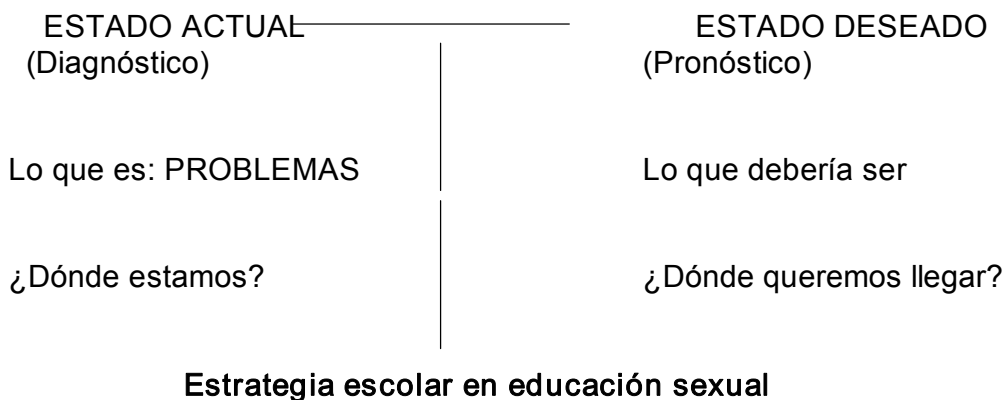 ESTADO ACTUAL ESTADO DESEADO
(Diagnóstico) (Pronóstico)
Lo que es: PROBLEMAS Lo que debería ser
¿Dónde estamos? ¿Dónde queremos llegar?
Estrategia escolar en educación sexual